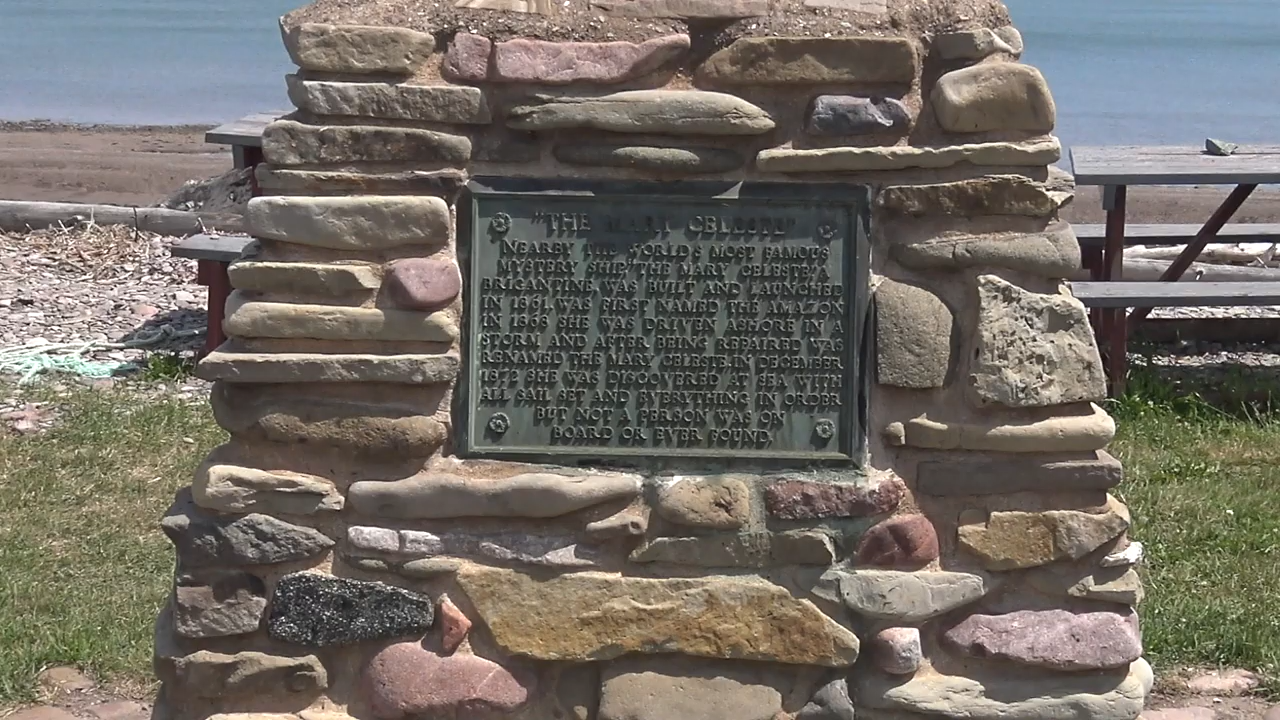 "THE MARY CELESTE"
NEARBY THE WORLD'S MOST FAMOUS
MYSTERY SHIP, "THE MARY CELESTE," A
BRIGANTINE WAS BUILT AND LAUNCHED
IN 1861. WAS FIRST NAMED THE AMAZON
IN 1868 SHE WAS DRIVEN ASHORE IN A
STORM AND AFTER BEING REPAIRED WAS
RENAMED THE MARY CELESTE. IN DECEMBER
1872 SHE WAS DISCOVERED AT SEA WITH
ALL SAIL SET AND EVERYTHING IN ORDER
BUT NOT A PERSON WAS ON
BOARD OR EVER FOUND.